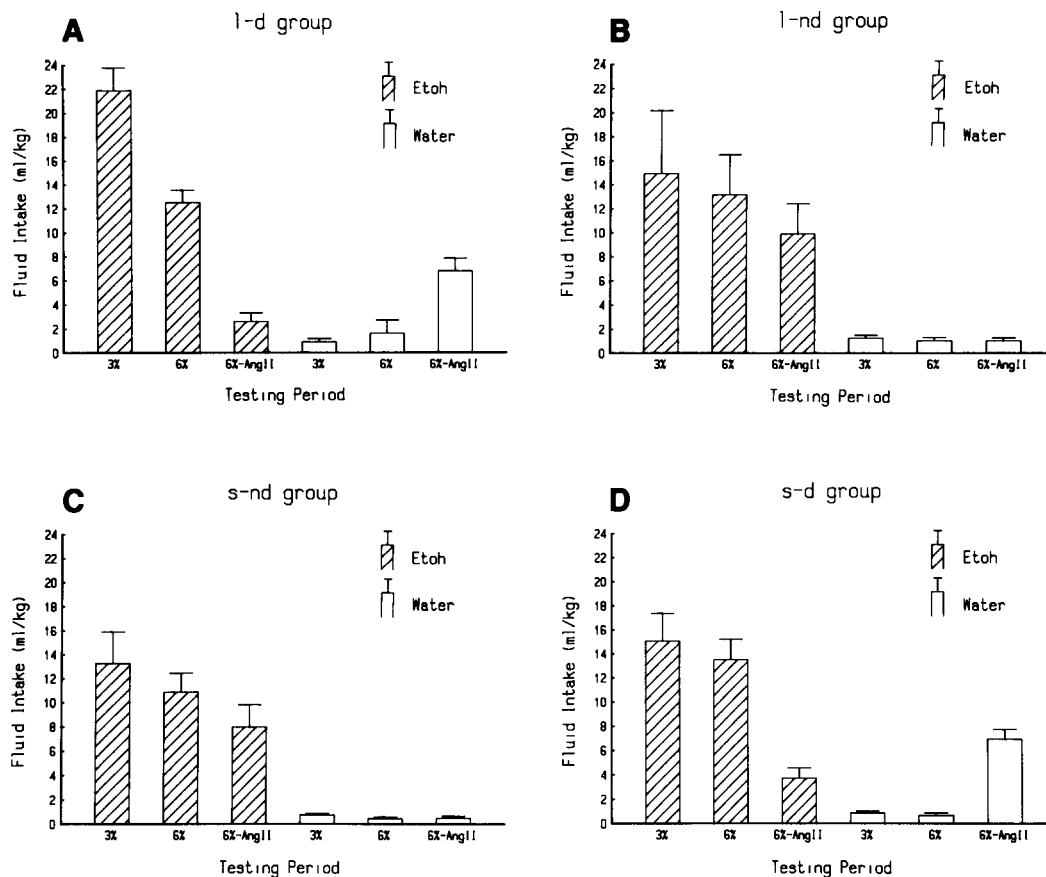 A
l-d group
Etoh
Water
Fluid Intake (ml/kg)
24
22
20
18
16
14
12
10
8
6
4
2
0
3% 6% 6%-AngII 3% 6% 6%-AngII
Testing Period
B
l-nd group
Etoh
Water
Fluid Intake (ml/kg)
24
22
20
18
16
14
12
10
8
6
4
2
0
3% 6% 6%-AngII 3% 6% 6%-AngII
Testing Period
C
s-nd group
Etoh
Water
Fluid Intake (ml/kg)
24
22
20
18
16
14
12
10
8
6
4
2
0
3% 6% 6%-AngII 3% 6% 6%-AngII
Testing Period
D
s-d group
Etoh
Water
Fluid Intake (ml/kg)
24
22
20
18
16
14
12
10
8
6
4
2
0
3% 6% 6%-AngII 3% 6% 6%-AngII
Testing Period